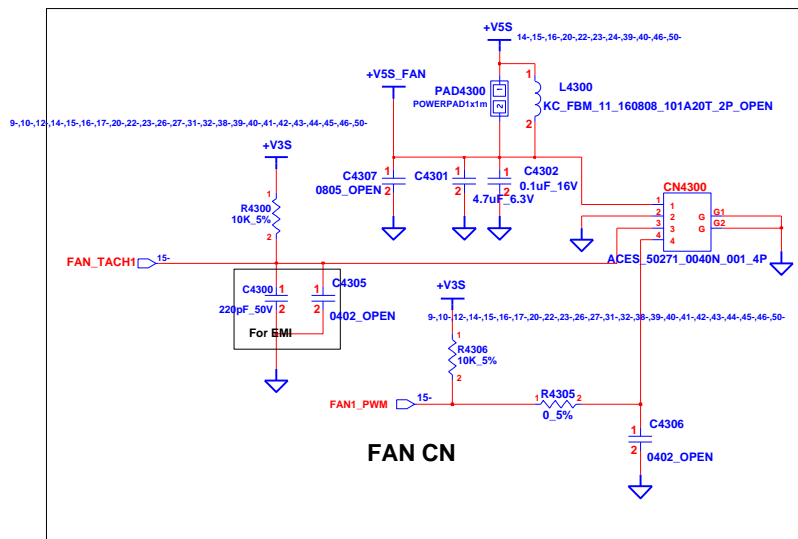 +V5S
14-,15-,16-,20-,22-,23-,24-,39-,40-,46-,50-
+V5S_FAN
1
L4300
PAD4300
1
POWERPAD1x1m
2
KC_FBM_11_160808_101A20T_2P_OPEN
2
9-,10-,12-,14-,15-,16-,17-,20-,22-,23-,26-,27-,31-,32-,38-,39-,40-,41-,42-,43-,44-,45-,46-,50-
+V3S
C4307
1
2
0805_OPEN
C4301
1
2
4.7uF_6.3V
C4302
1
2
0.1uF_16V
CN4300
1
2
3
4
1
2
3
4
G
G
G1
G2
ACES_50271_0040N_001_4P
1
R4300
10K_5%
2
FAN_TACH1
15-
C4300
1
2
220pF_50V
1
C4305
2
0402_OPEN
For EMI
+V3S
9-,10-,12-,14-,15-,16-,17-,20-,22-,23-,26-,27-,31-,32-,38-,39-,40-,41-,42-,43-,44-,45-,46-,50-
1
R4306
10K_5%
2
FAN1_PWM
15-
1
R4305
2
0_5%
C4306
1
2
0402_OPEN
FAN CN